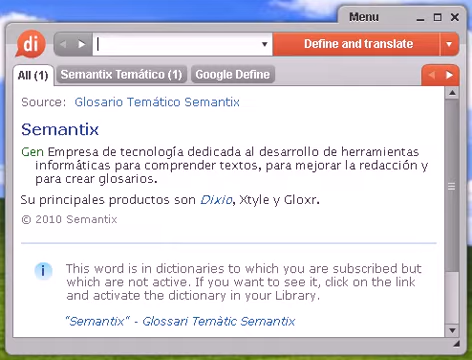 Menu
di
Define and translate
All (1) Semantix Temático (1) Google Define
Source: Glosario Temático Semantix
Semantix
Gen Empresa de tecnología dedicada al desarrollo de herramientas
informáticas para comprender textos, para mejorar la redacción y
para crear glosarios.
Su principales productos son Dixio, Xtyle y Gloxr.
© 2010 Semantix
i
This word is in dictionaries to which you are subscribed but
which are not active. If you want to see it, click on the link
and activate the dictionary in your Library.
"Semantix" - Glossari Temàtic Semantix